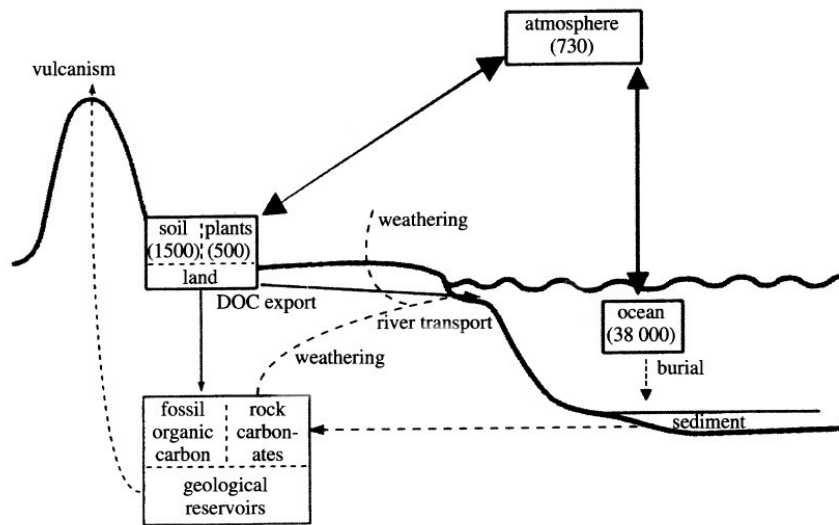 atmosphere
(730)
vulcanism
soil
(1500)
plants
(500)
land
weathering
DOC export
river transport
weathering
ocean
(38 000)
burial
sediment
fossil
organic
carbon
rock
carbon-
ates
geological
reservoirs